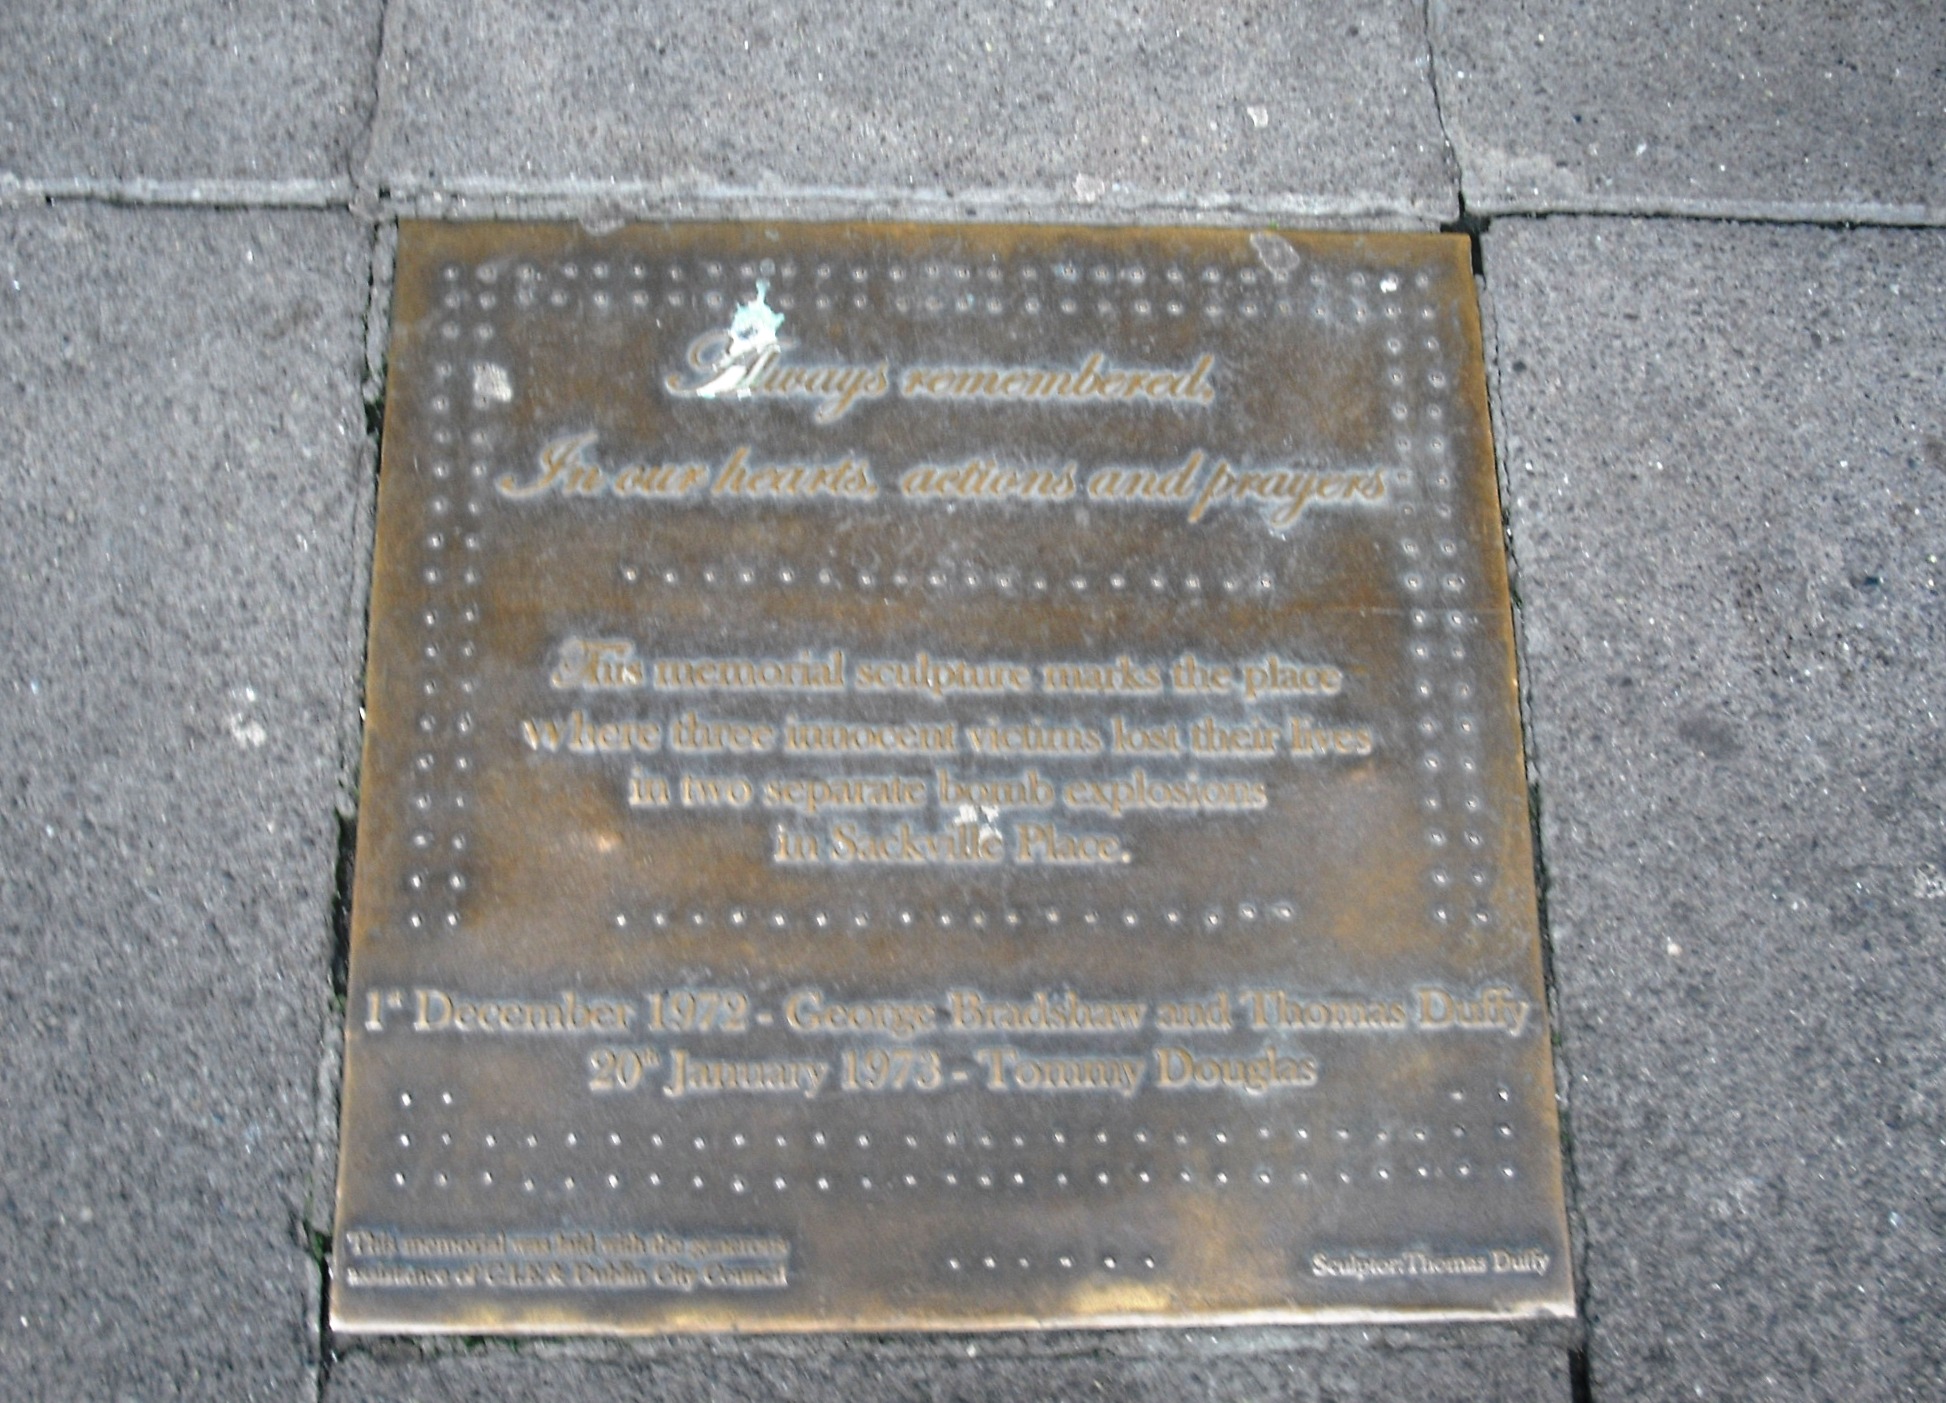 Always remembered,
In our hearts, actions and prayers
This memorial sculpture marks the place
Where three innocent victims lost their lives
in two separate bomb explosions
in Sackville Place.
1st December 1972 - George Bradshaw and Thomas Duffy
20th January 1973 - Tommy Douglas
This memorial was laid with the generous
assistance of C.I.E & Dublin City Council
Sculptor: Thomas Duffy